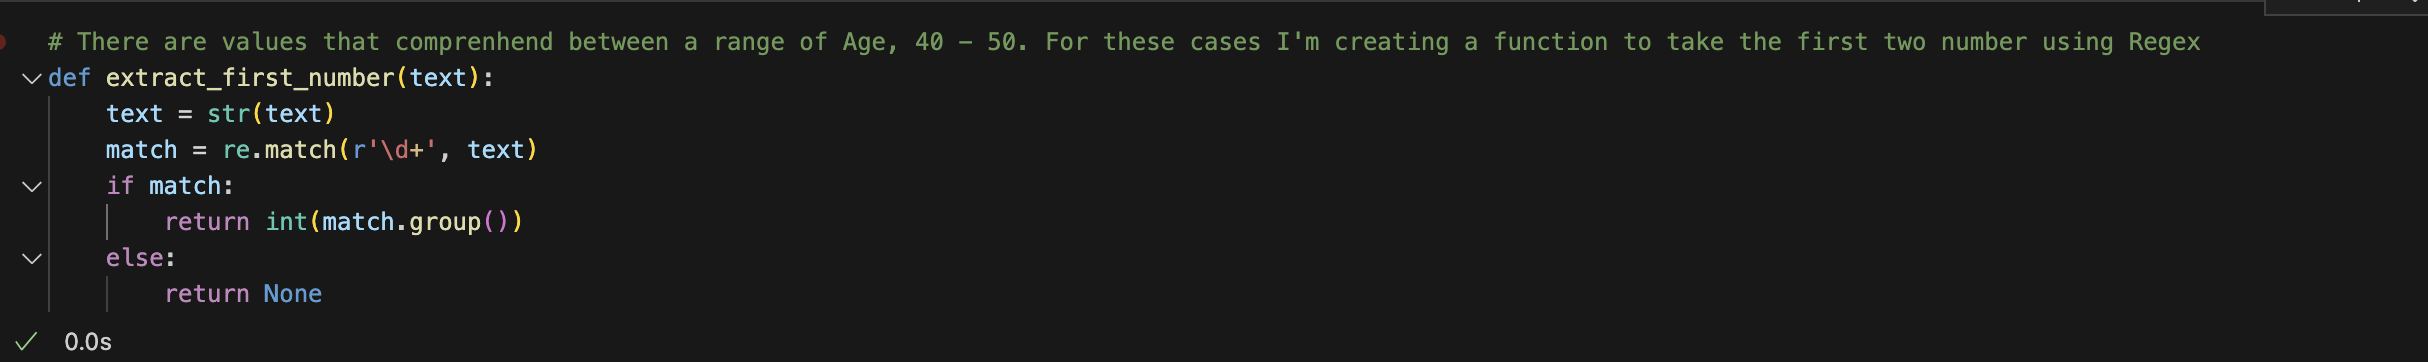 # There are values that comprenhend between a range of Age, 40 - 50. For these cases I'm creating a function to take the first two number using Regex
def extract_first_number(text):
    text = str(text)
    match = re.match(r'\d+', text)
    if match:
        return int(match.group())
    else:
        return None
0.0s